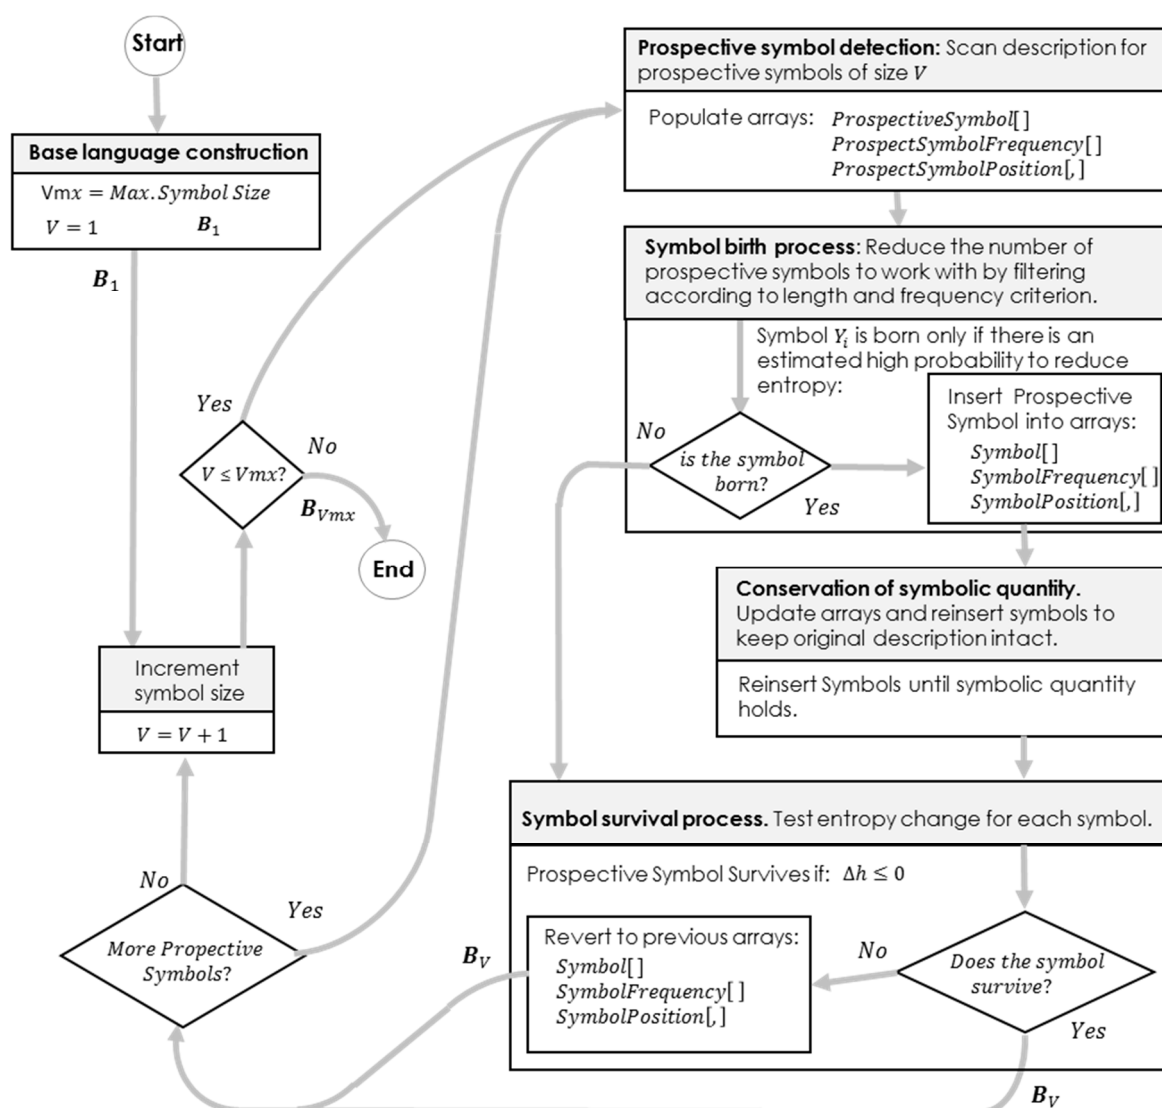 Start
Base language construction
Vmx = Max. Symbol Size
V = 1 B₁
B₁
Yes
No
V ≤ Vmx?
B_Vmx
End
Increment
symbol size
V = V + 1
No
Yes
More Propective
Symbols?
Prospective symbol detection: Scan description for
prospective symbols of size V
Populate arrays: ProspectiveSymbol[ ]
ProspectSymbolFrequency[ ]
ProspectSymbolPosition[,]
Symbol birth process: Reduce the number of
prospective symbols to work with by filtering
according to length and frequency criterion.
Symbol Yᵢ is born only if there is an
estimated high probability to reduce
entropy:
No
is the symbol
born?
Yes
Insert Prospective
Symbol into arrays:
Symbol[]
SymbolFrequency[ ]
SymbolPosition[,]
Conservation of symbolic quantity.
Update arrays and reinsert symbols to
keep original description intact.
Reinsert Symbols until symbolic quantity
holds.
Symbol survival process. Test entropy change for each symbol.
Prospective Symbol Survives if: Δh ≤ 0
Revert to previous arrays:
Symbol[]
SymbolFrequency[ ]
SymbolPosition[,]
No
Does the symbol
survive?
Yes
B_V
B_V